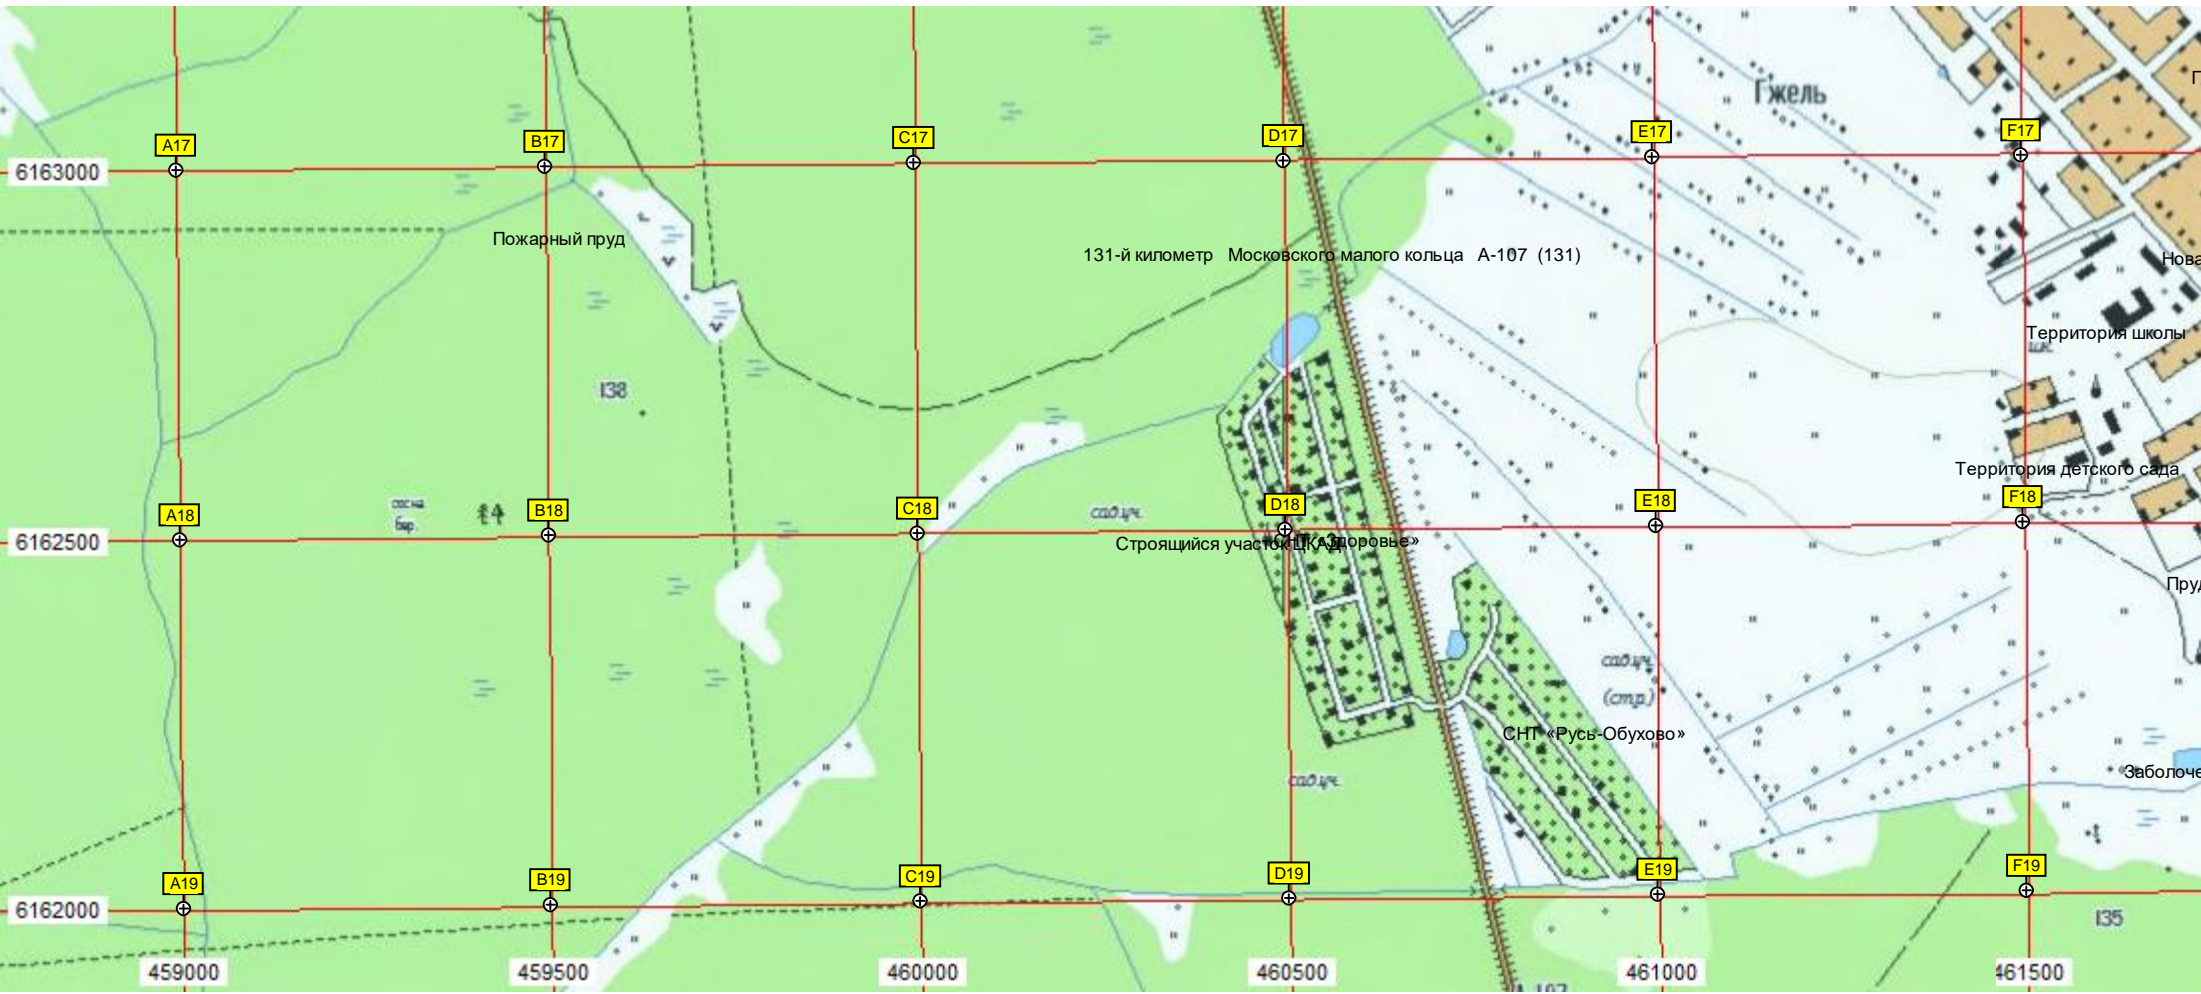 Гжель
A17
B17
C17
D17
E17
F17
6163000
Пожарный пруд
131-й километр Московского малого кольца А-107 (131)
Нова
Территория школы
шк.
138
Территория детского сада
сосна
бер.
A18
B18
C18
D18
E18
F18
сад.уч.
6162500
Строящийся участок ЦКАД
СНТ «Здоровье»
Пруд
сад.уч.
(стр.)
СНТ «Русь-Обухово»
Заболоче
сад.уч.
A19
B19
C19
D19
E19
F19
6162000
135
459000
459500
460000
460500
461000
461500